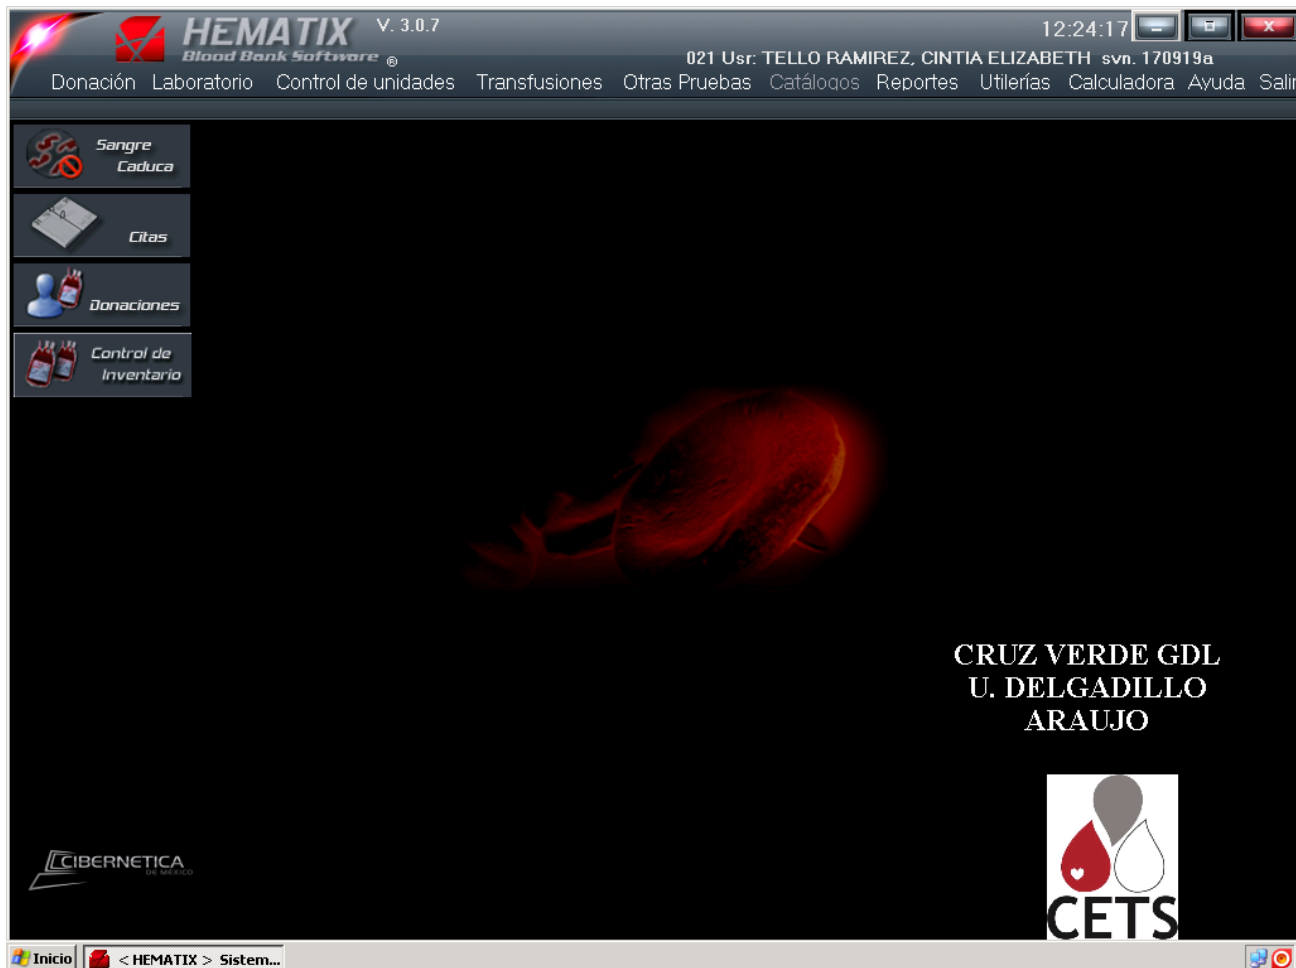 HEMATIX V. 3.0.7
Blood Bank Software ®
12:24:17
021 Usr: TELLO RAMIREZ, CINTIA ELIZABETH svn. 170919a
Donación Laboratorio Control de unidades Transfusiones Otras Pruebas Catálogos Reportes Utilerías Calculadora Ayuda Salir
Sangre
Caduca
Citas
Donaciones
Control de
Inventario
CRUZ VERDE GDL
U. DELGADILLO
ARAUJO
CIBERNETICA
DE MEXICO
CETS
Inicio < HEMATIX > Sistem...